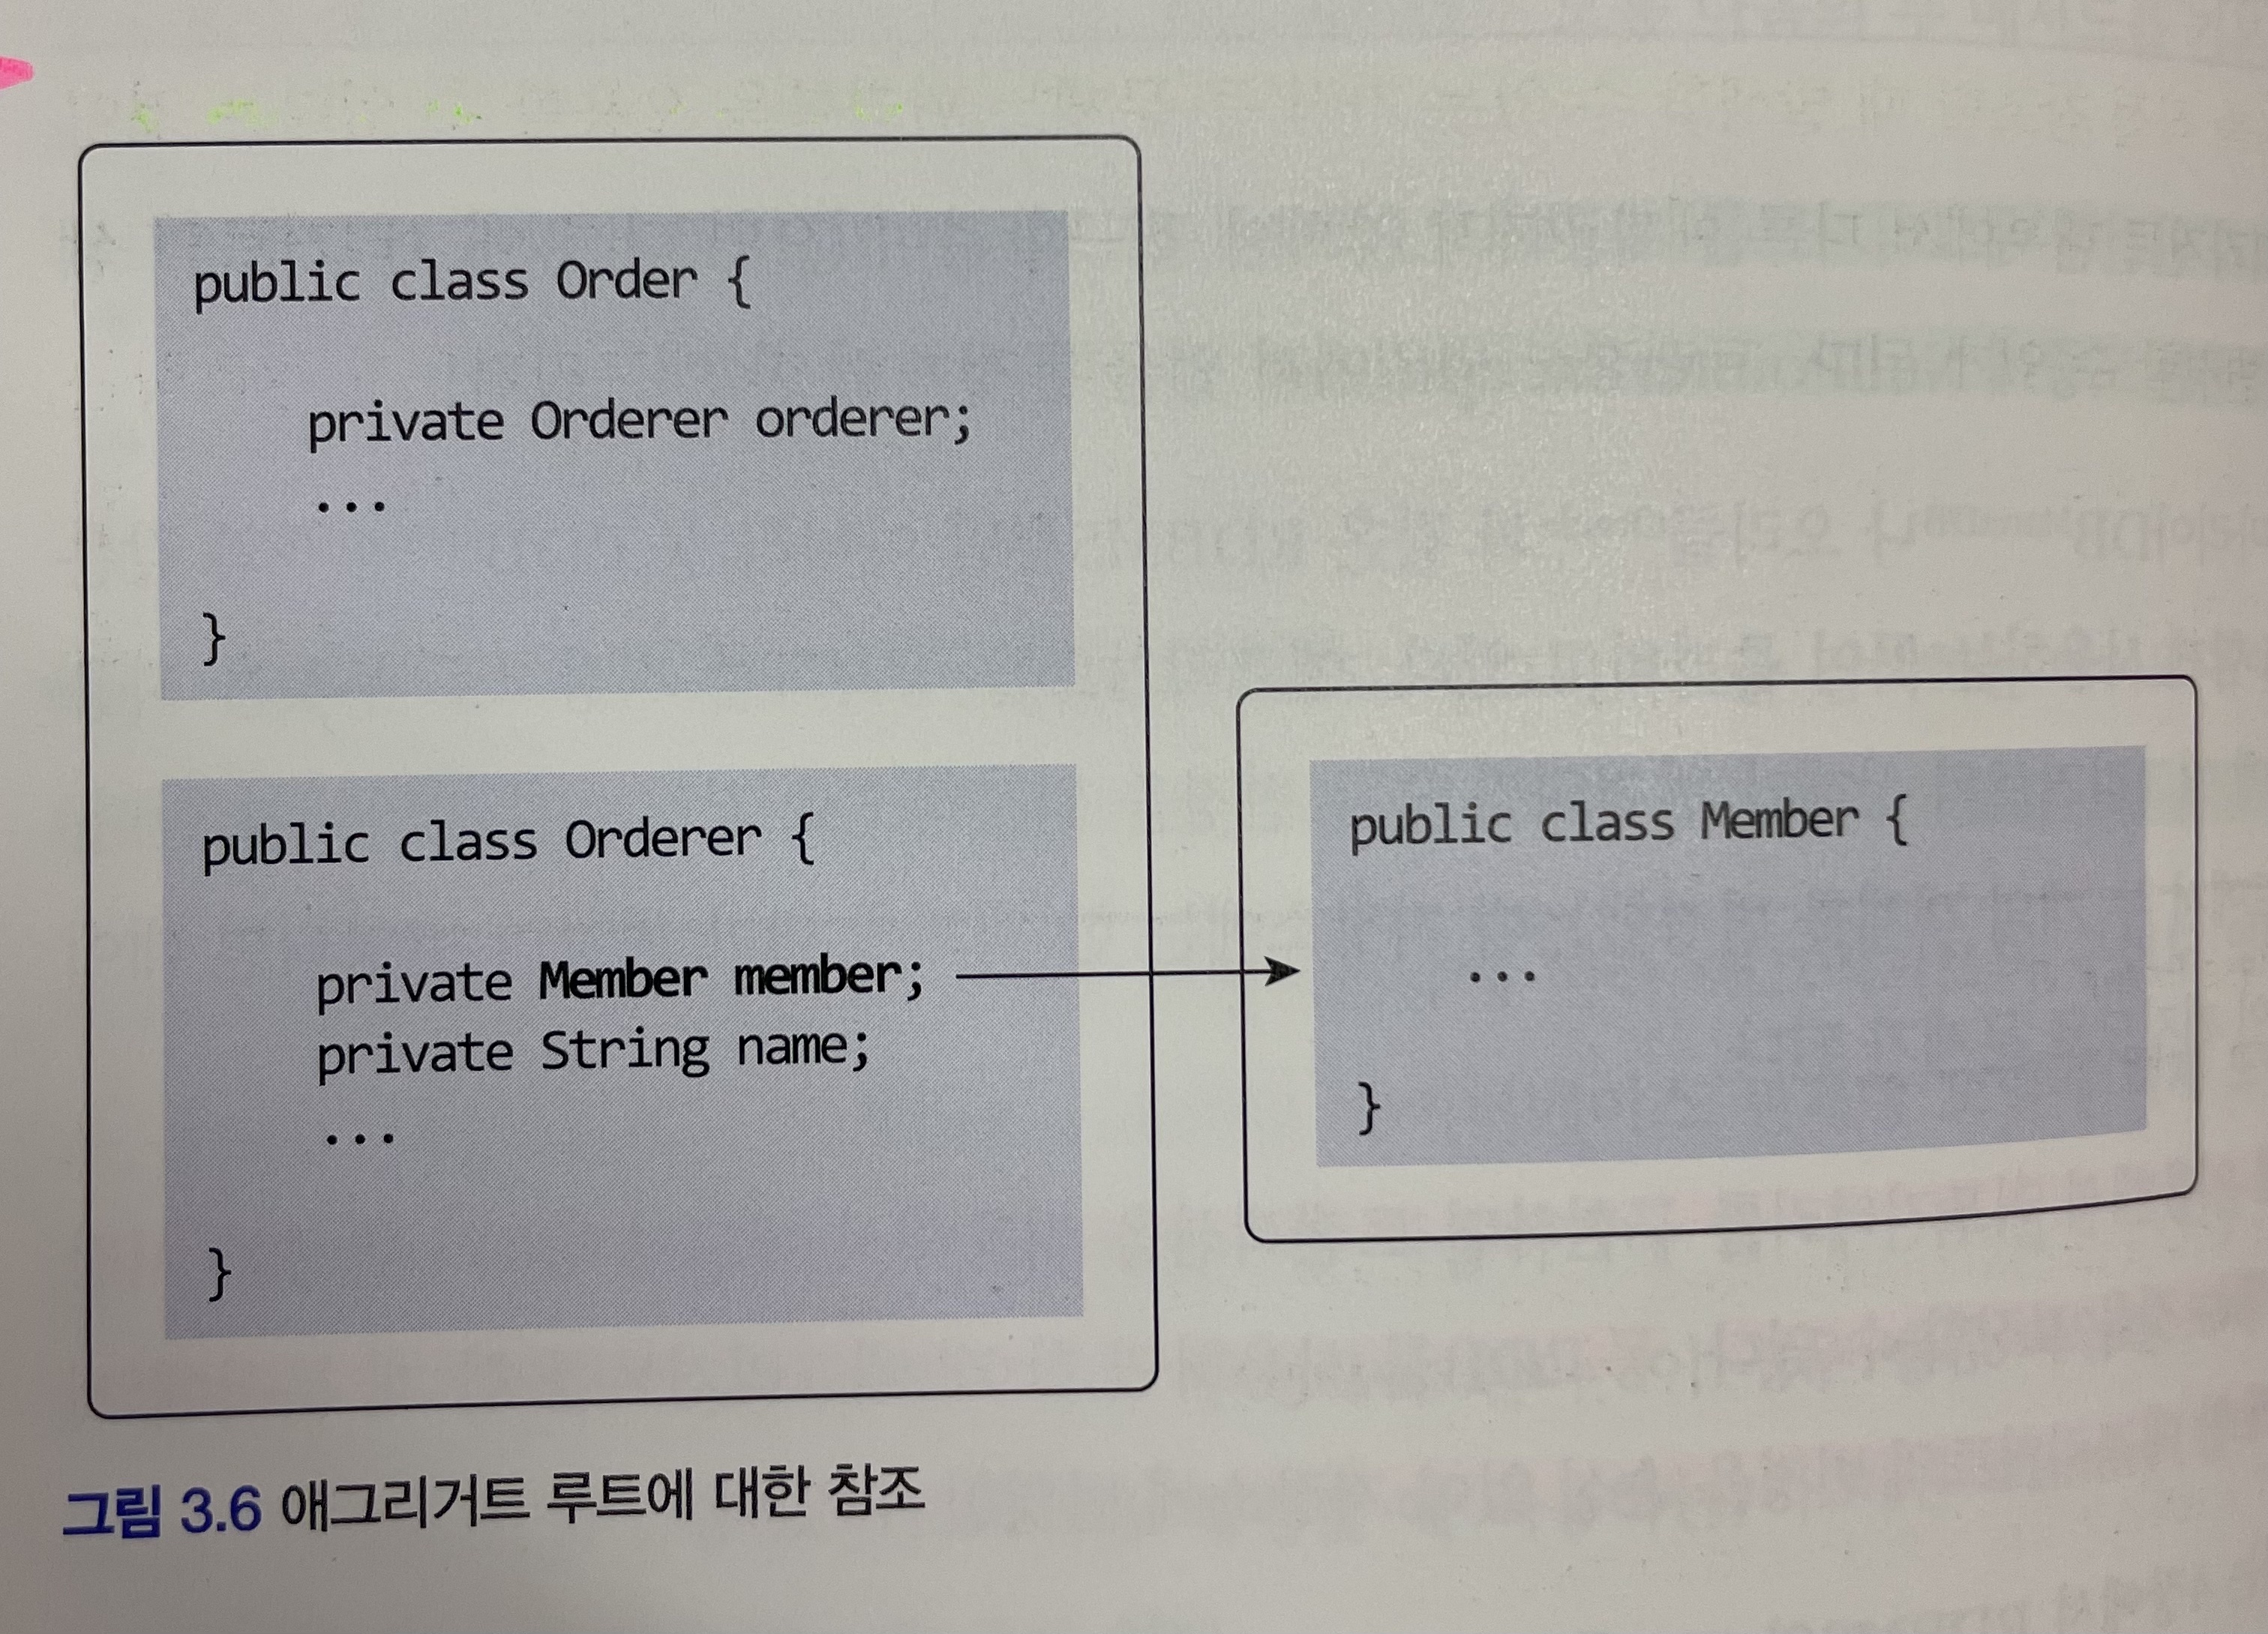 public class Order {
private Orderer orderer;
...
}
public class Orderer {
private Member member;
private String name;
...
}
public class Member {
...
}
그림 3.6 애그리거트 루트에 대한 참조